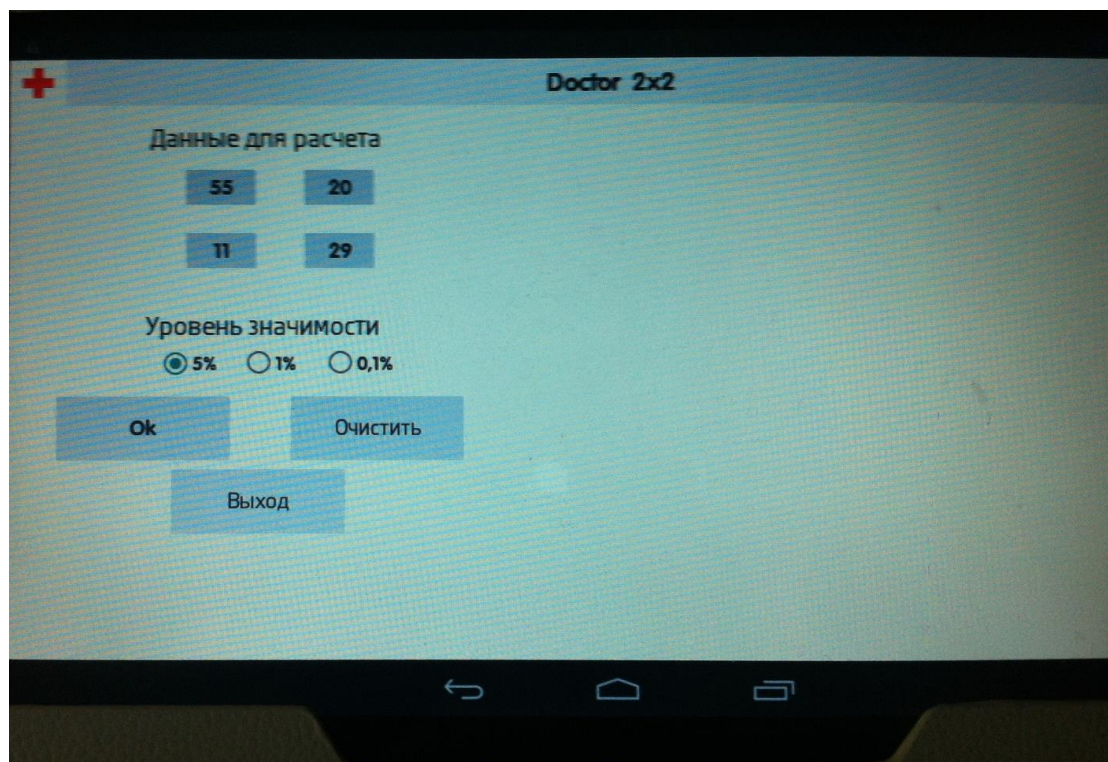 Doctor 2x2
Данные для расчета
55 20
11 29
Уровень значимости
5% 1% 0,1%
Ok Очистить
Выход